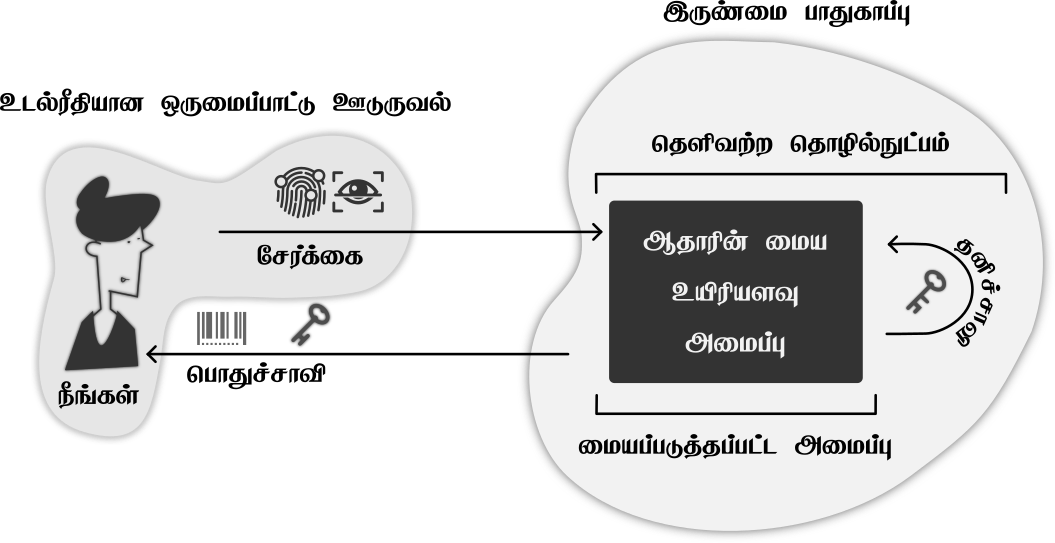 இருண்மை பாதுகாப்பு
உடல்ரீதியான ஒருமைப்பாட்டு ஊடுருவல்
தெளிவற்ற தொழில்நுட்பம்
ஆதாரின் மைய
உயிரியளவு
அமைப்பு
தனிச்சாவி
சேர்க்கை
பொதுச்சாவி
நீங்கள்
மையப்படுத்தப்பட்ட அமைப்பு